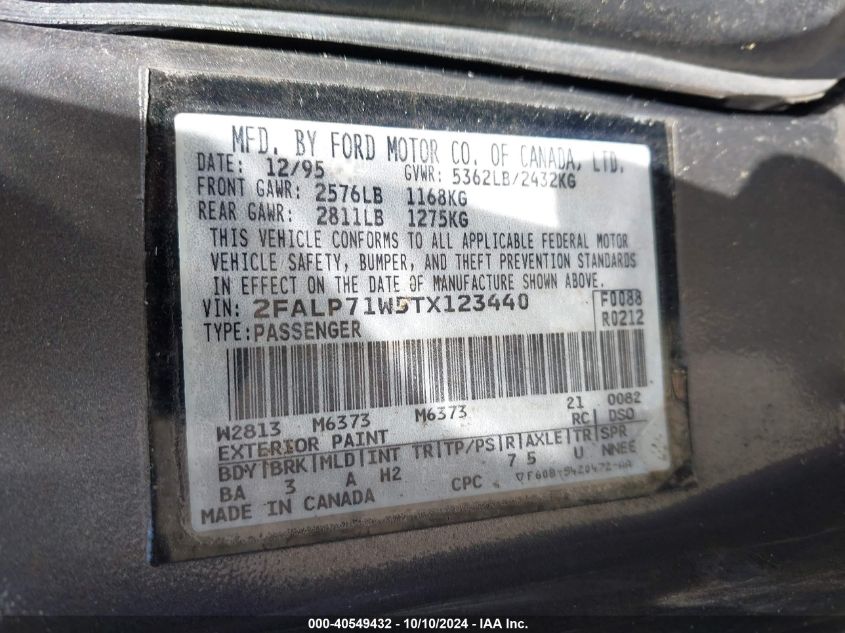 MFD. BY FORD MOTOR CO. OF CANADA, LTD.
DATE: 12/95 GVWR: 5362LB/2432KG
FRONT GAWR: 2576LB 1168KG
REAR GAWR: 2811LB 1275KG
THIS VEHICLE CONFORMS TO ALL APPLICABLE FEDERAL MOTOR
VEHICLE SAFETY, BUMPER, AND THEFT PREVENTION STANDARDS
IN EFFECT ON THE DATE OF MANUFACTURE SHOWN ABOVE.
VIN: 2FALP71W5TX123440 F0088
TYPE: PASSENGER R0212
W2813 M6373 M6373 21 0082
EXTERIOR PAINT RC DSO
BDY BRK MLD INT TR TP/PS R AXLE TR SPR
BA 3 A H2 7 5 U NNEE
MADE IN CANADA CPC F60B-5420472-AA
000-40549432 - 10/10/2024 - IAA Inc.